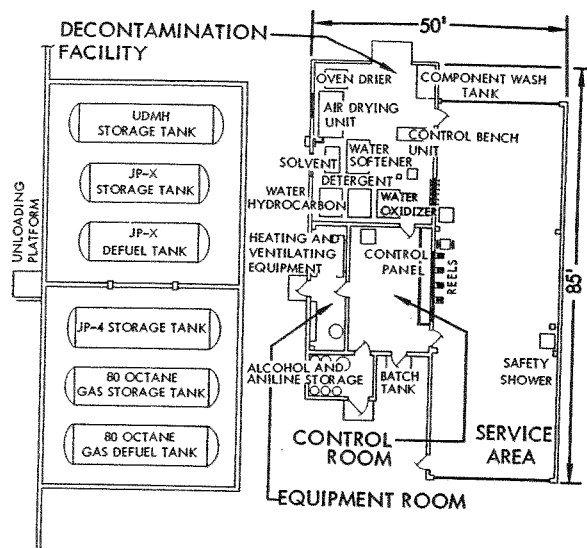 50'
DECONTAMINATION
FACILITY
OVEN DRIER
COMPONENT WASH
TANK
AIR DRYING
UNIT
CONTROL BENCH
UNIT
WATER
SOFTENER
SOLVENT
DETERGENT
WATER
HYDROCARBON
WATER
OXIDIZER
UDMH
STORAGE TANK
JP-X
STORAGE TANK
JP-X
DEFUEL TANK
UNLOADING
PLATFORM
HEATING AND
VENTILATING
EQUIPMENT
CONTROL
PANEL
REELS
85'
JP-4 STORAGE TANK
80 OCTANE
GAS STORAGE TANK
80 OCTANE
GAS DEFUEL TANK
ALCOHOL AND
ANILINE STORAGE
BATCH
TANK
SAFETY
SHOWER
CONTROL
ROOM
SERVICE
AREA
EQUIPMENT ROOM